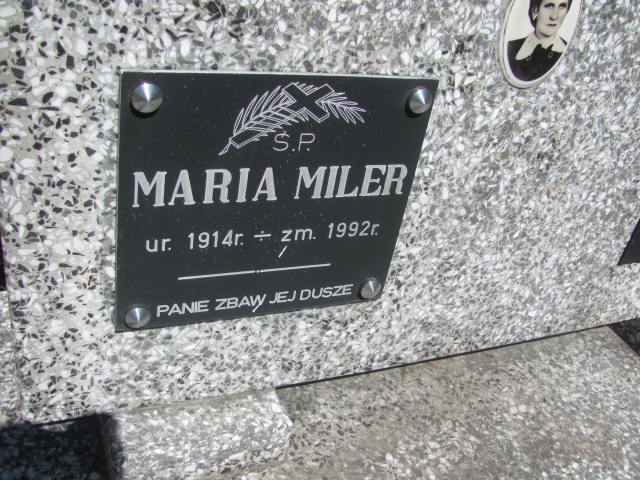 Ś.P.
MARIA MILER
ur. 1914r. ÷ zm. 1992r.
PANIE ZBAW JEJ DUSZE